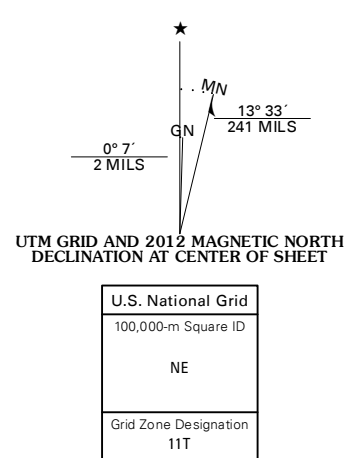 ★
MN
GN
13° 33´
241 MILS
0° 7´
2 MILS
UTM GRID AND 2012 MAGNETIC NORTH
DECLINATION AT CENTER OF SHEET
U.S. National Grid
100,000-m Square ID
NE
Grid Zone Designation
11T